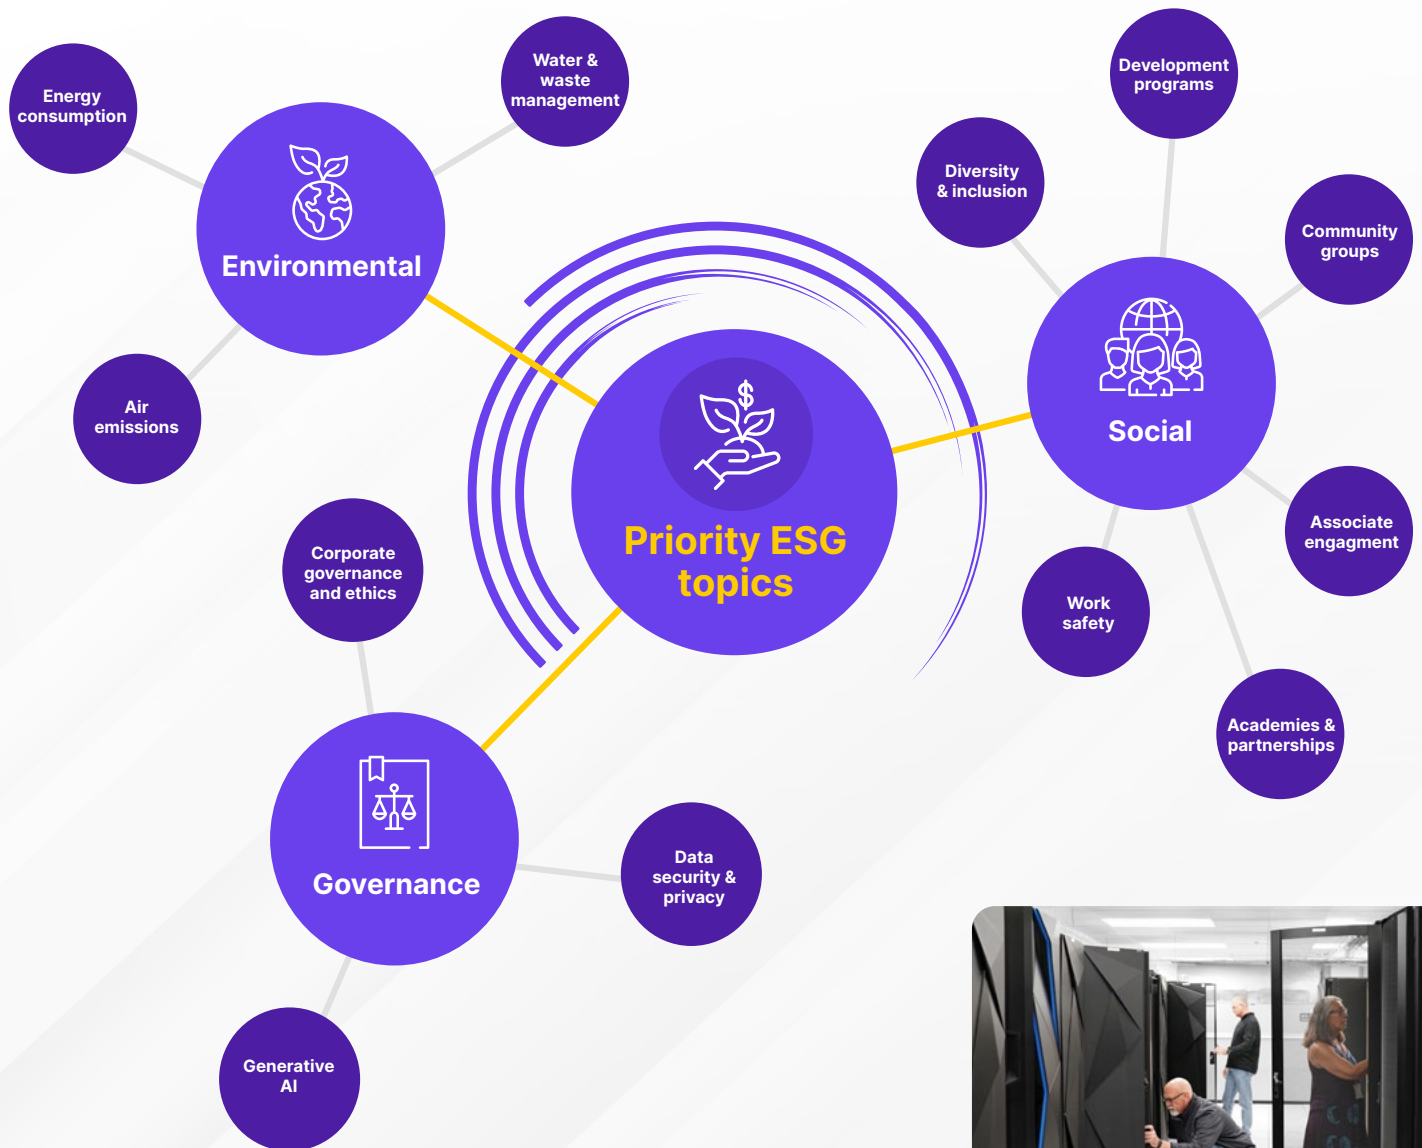 Energy
consumption
Water &
waste
management
Environmental
Air
emissions
Development
programs
Diversity
& inclusion
Community
groups
Social
Associate
engagment
Work
safety
Academies &
partnerships
$
Priority ESG
topics
Corporate
governance
and ethics
Governance
Data
security &
privacy
Generative
AI